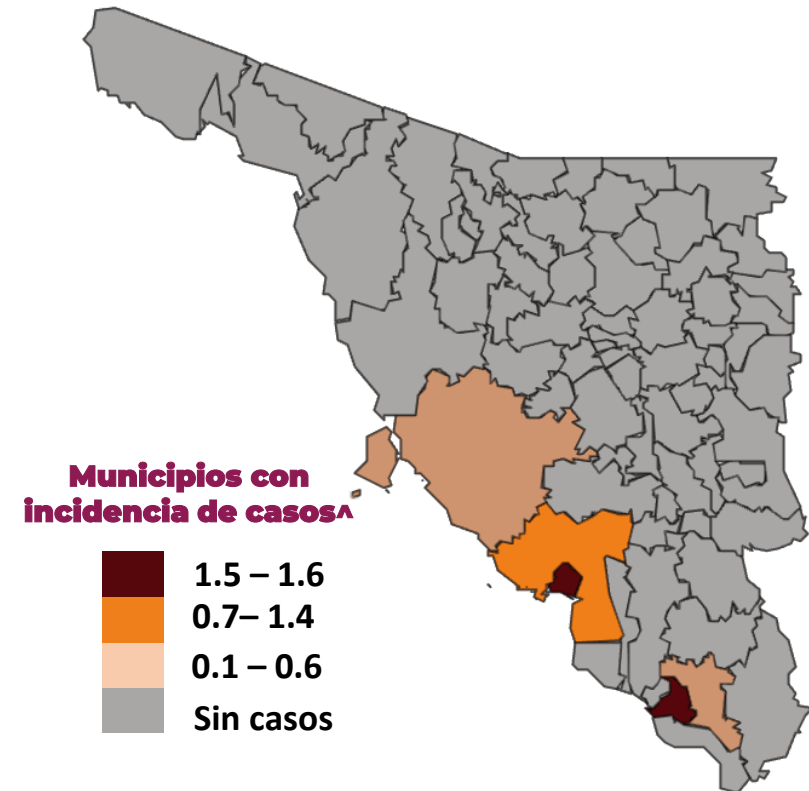 Municipios con
incidencia de casos^
1.5 – 1.6
0.7– 1.4
0.1 – 0.6
Sin casos